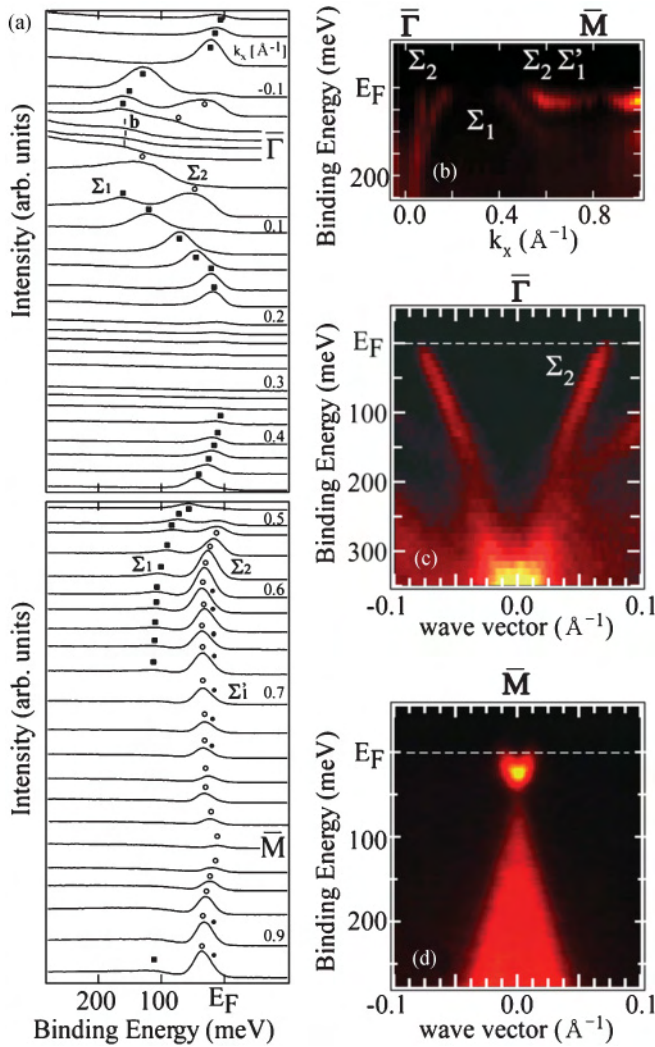 (a)
k_x [Å⁻¹]
-0.1
b
Γ̄
Σ₁ Σ₂
0.1
0.2
0.3
0.4
Intensity (arb. units)
0.5
Σ₁ Σ₂
0.6
Σ₁' 0.7
M̄
0.9
Intensity (arb. units)
200 100 E_F
Binding Energy (meV)
Γ̄ M̄
Σ₂ Σ₂ Σ₁'
E_F
Σ₁
200
(b)
Binding Energy (meV)
0.0 0.4 0.8
k_x (Å⁻¹)
Γ̄
E_F
Σ₂
100
200
300
(c)
Binding Energy (meV)
-0.1 0.0 0.1
wave vector (Å⁻¹)
M̄
E_F
100
200
(d)
Binding Energy (meV)
-0.1 0.0 0.1
wave vector (Å⁻¹)